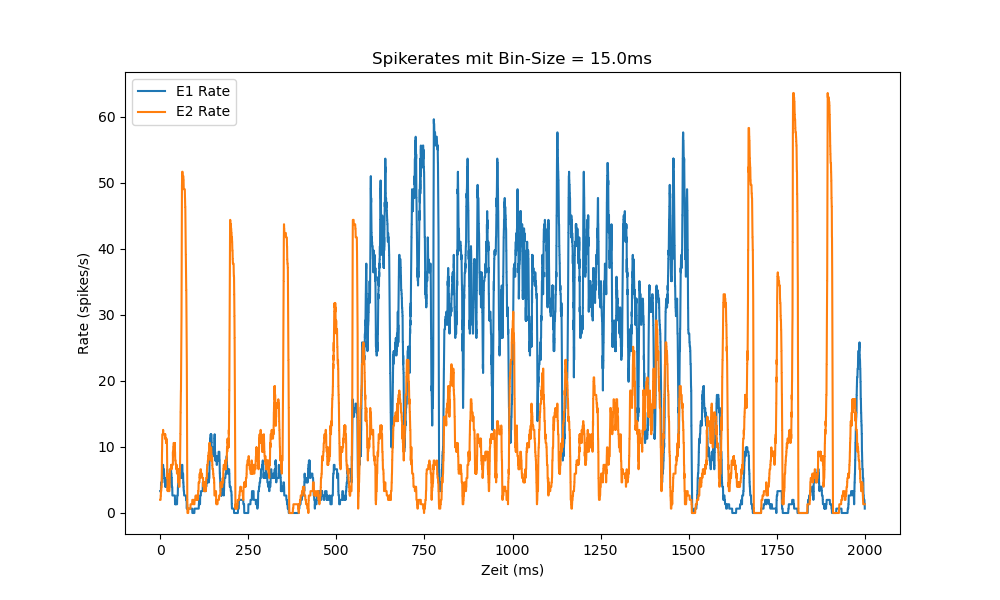 Spikerates mit Bin-Size = 15.0ms
E1 Rate
E2 Rate
Rate (spikes/s)
60
50
40
30
20
10
0
0 250 500 750 1000 1250 1500 1750 2000
Zeit (ms)